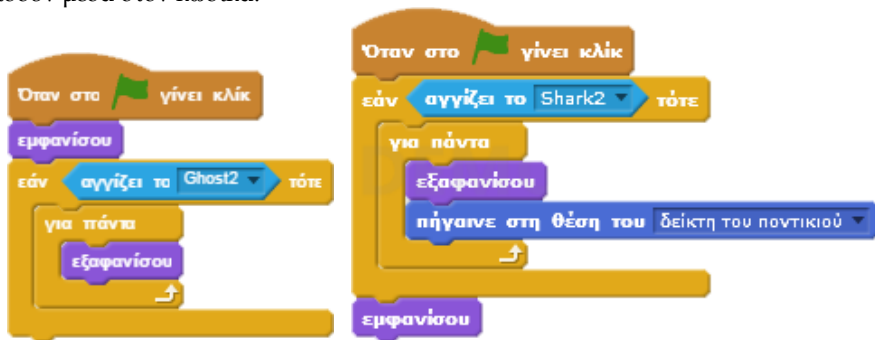 Όταν στο γίνει κλίκ
εμφανίσου
εάν αγγίζει το Ghost2 τότε
για πάντα
εξαφανίσου
Όταν στο γίνει κλίκ
εάν αγγίζει το Shark2 τότε
για πάντα
εξαφανίσου
πήγαινε στη θέση του δείκτη του ποντικιού
εμφανίσου